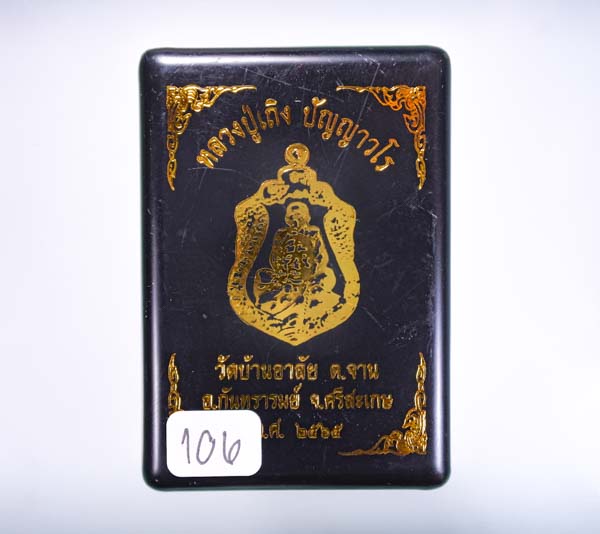 หลวงปู่เถิง ปัญญาวโร
วัดบ้านอาลัย ต.จาน
อ.กันทรารมย์ จ.ศรีสะเกษ
.ศ. ๒๕๖๕
106